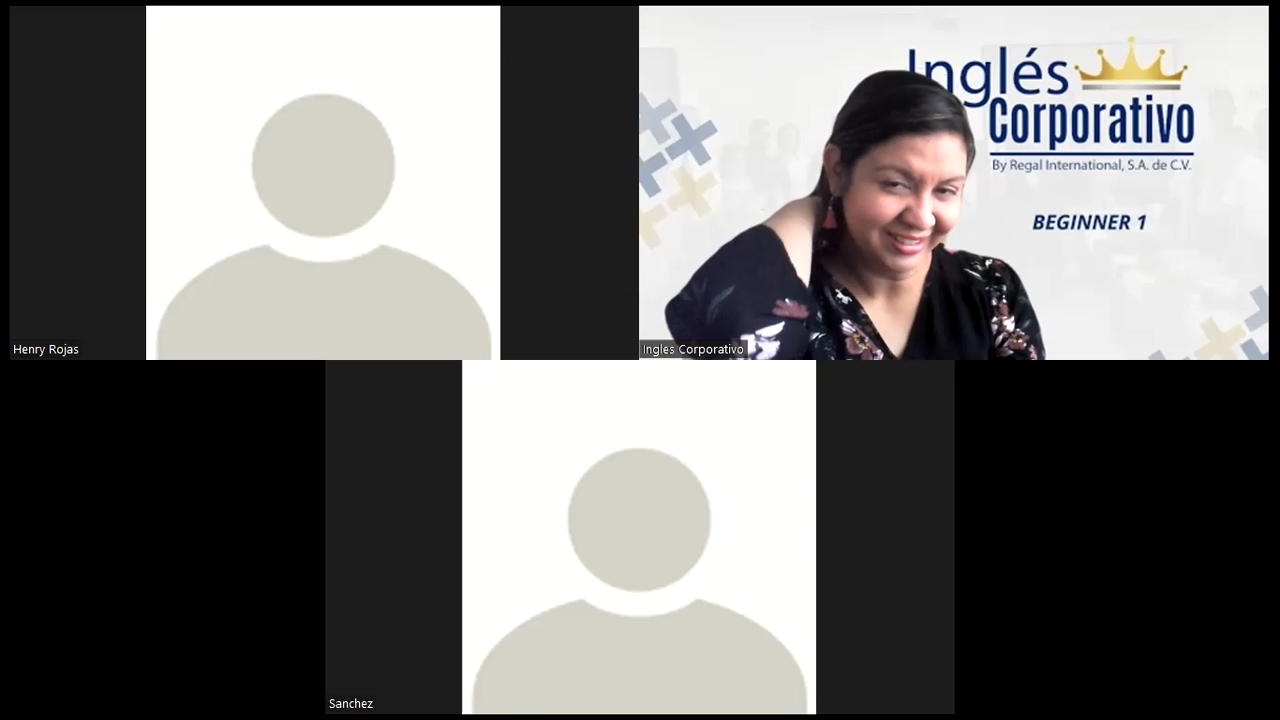 Inglés
Corporativo
By Regal International, S.A. de C.V.
BEGINNER 1
Henry Rojas
Ingles Corporativo
Sanchez